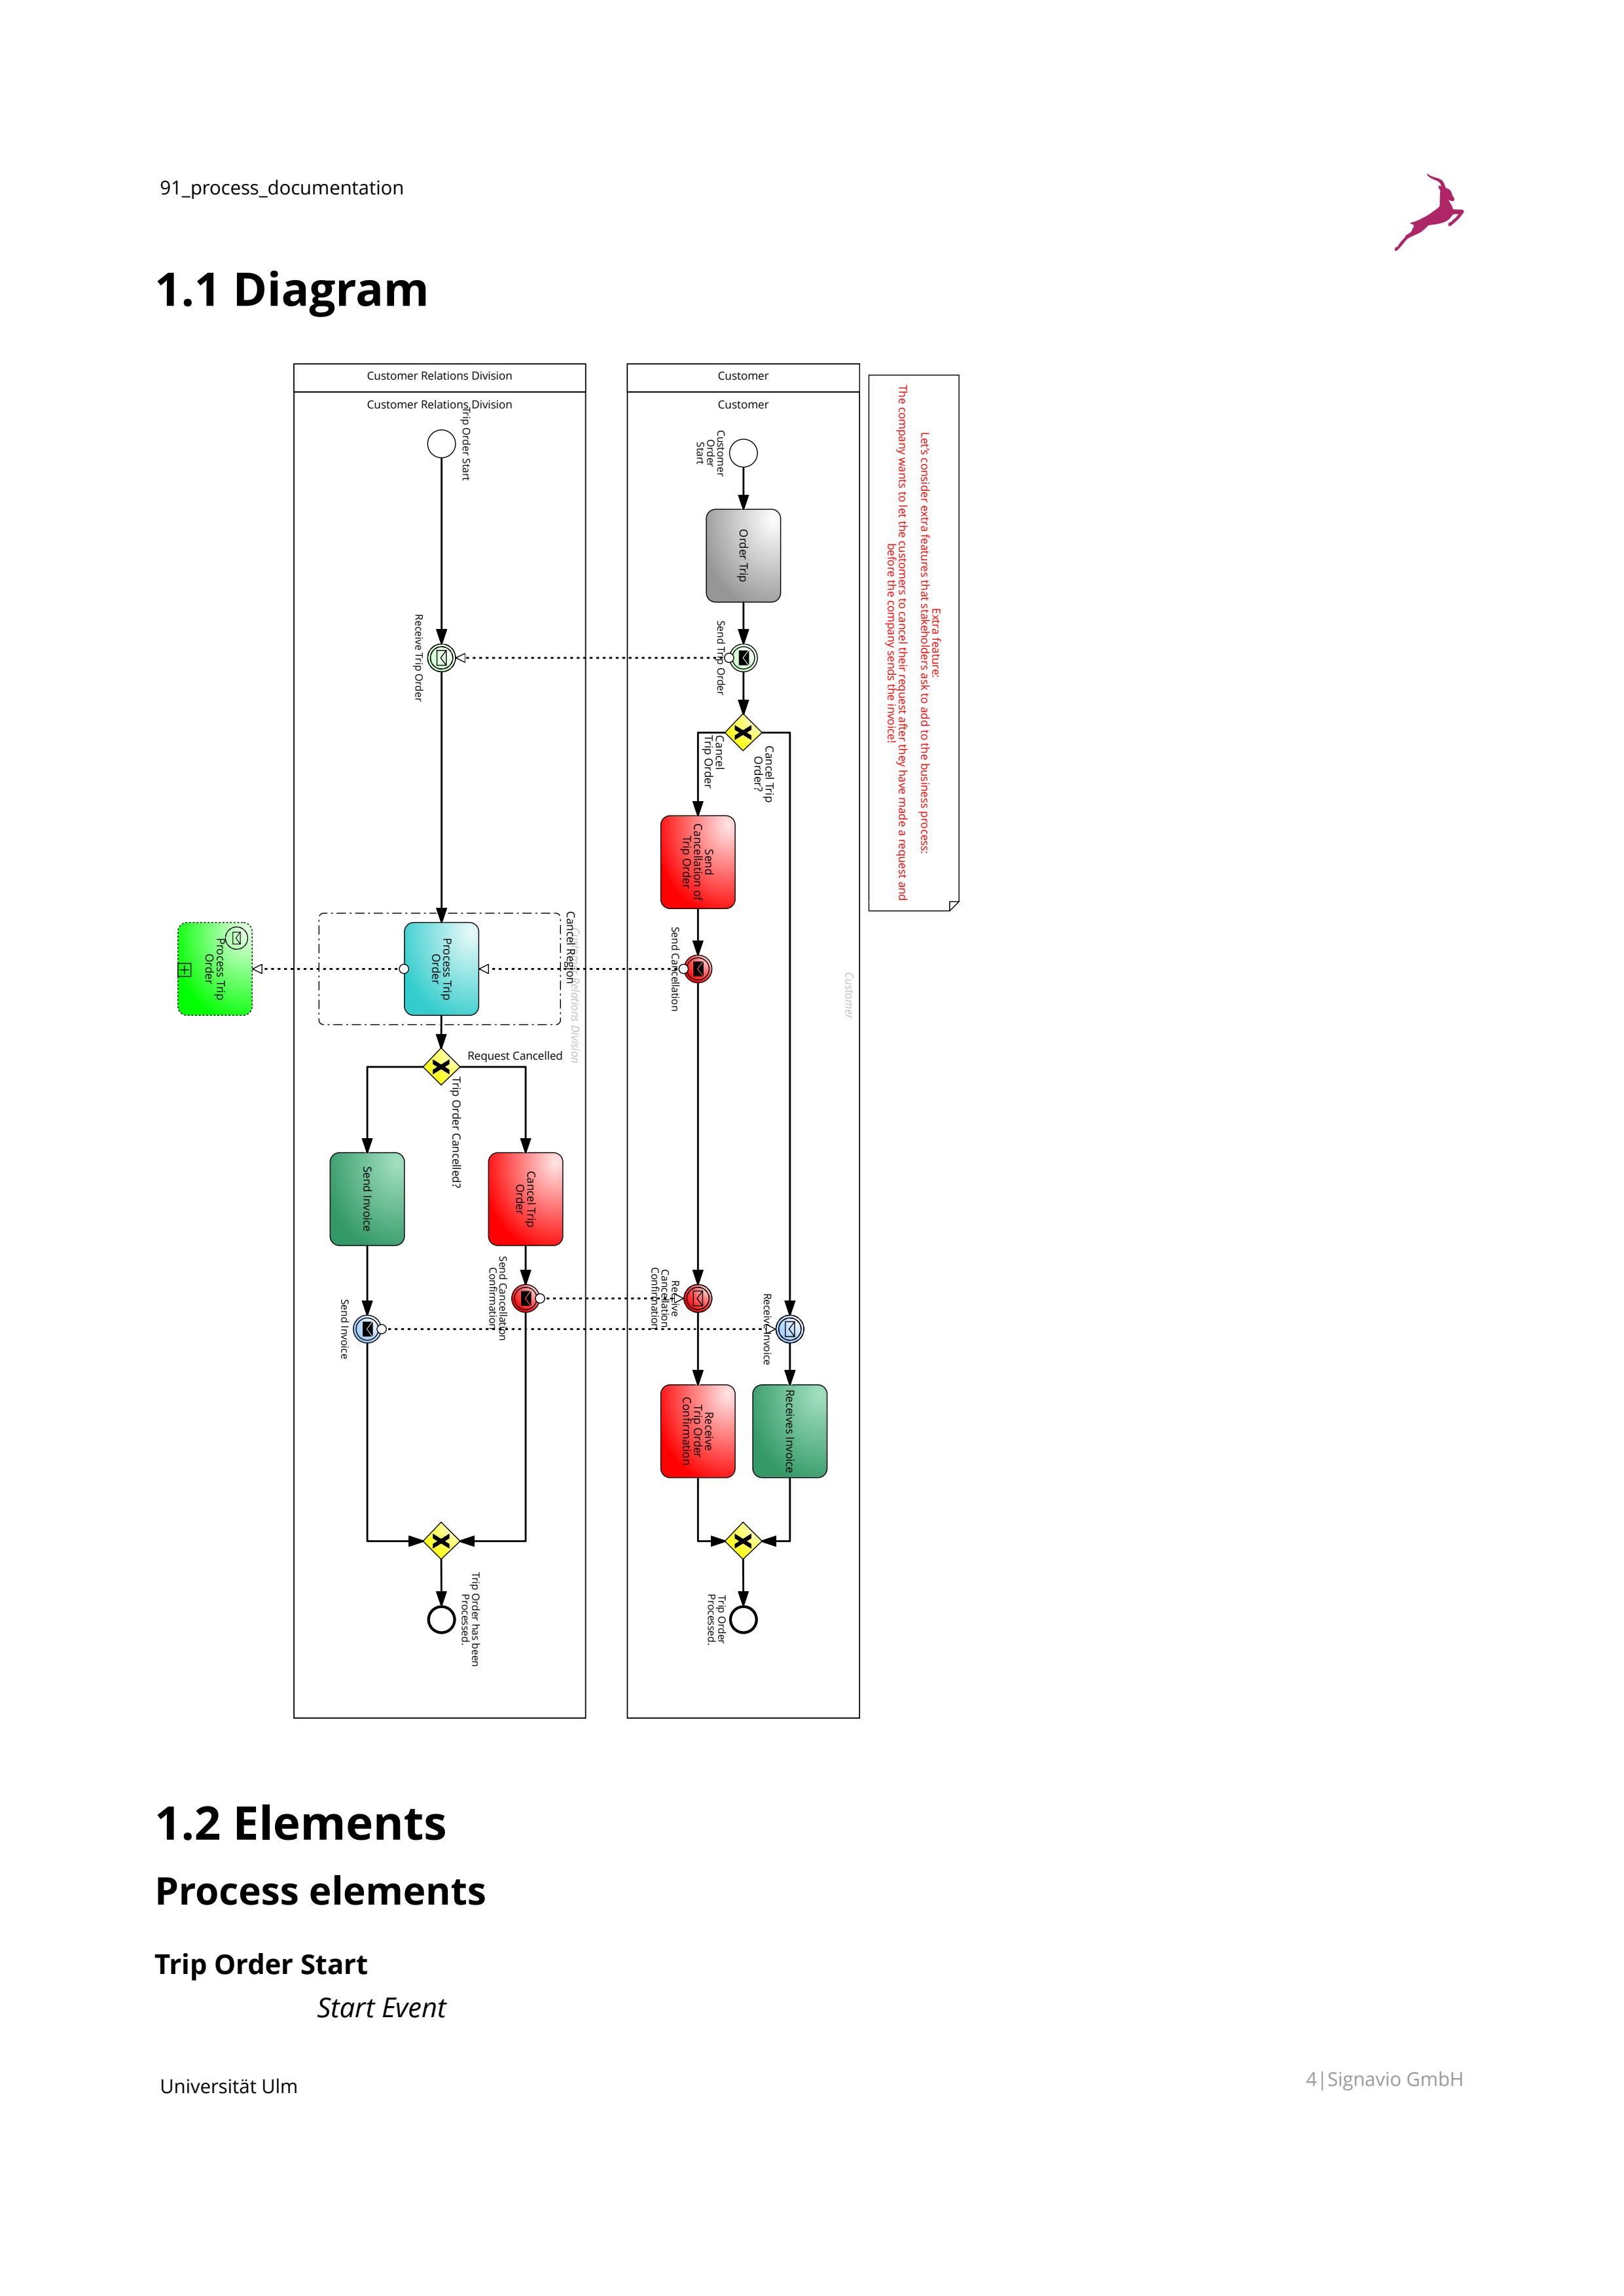 91_process_documentation
1.1 Diagram
Customer Relations Division
Customer Relations Division
Customer
Customer
Extra feature:
Let's consider extra features that stakeholders ask to add to the business process:
The company wants to let the customers to cancel their request after they have made a request and
before the company sends the invoice!
Customer
Customer
Order
Start
Order Trip
Send Trip Order
Cancel Trip
Order?
Cancel
Trip Order
Send
Cancellation of
Trip Order
Send Cancellation
Receive
Cancellation
Confirmation
Receive Invoice
Receive
Trip Order
Confirmation
Receives Invoice
Trip Order
Processed.
Trip Order Start
Receive Trip Order
Cancel Region
Customer Relations Division
Process Trip
Order
Process Trip
Order
Request Cancelled
Trip Order Cancelled?
Cancel Trip
Order
Send Invoice
Send Cancellation
Confirmation
Send Invoice
Trip Order has been
Processed.
1.2 Elements
Process elements
Trip Order Start
Start Event
Universität Ulm
4|Signavio GmbH